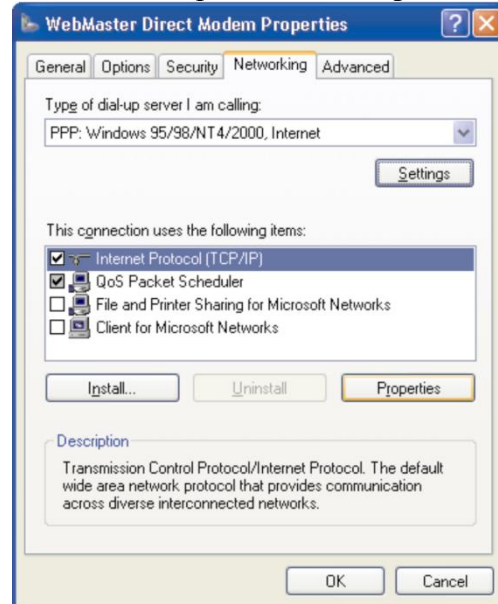 WebMaster Direct Modem Properties
General Options Security Networking Advanced
Type of dial-up server I am calling:
PPP: Windows 95/98/NT4/2000, Internet
Settings
This connection uses the following items:
Internet Protocol (TCP/IP)
QoS Packet Scheduler
File and Printer Sharing for Microsoft Networks
Client for Microsoft Networks
Install... Uninstall Properties
Description
Transmission Control Protocol/Internet Protocol. The default
wide area network protocol that provides communication
across diverse interconnected networks.
OK Cancel